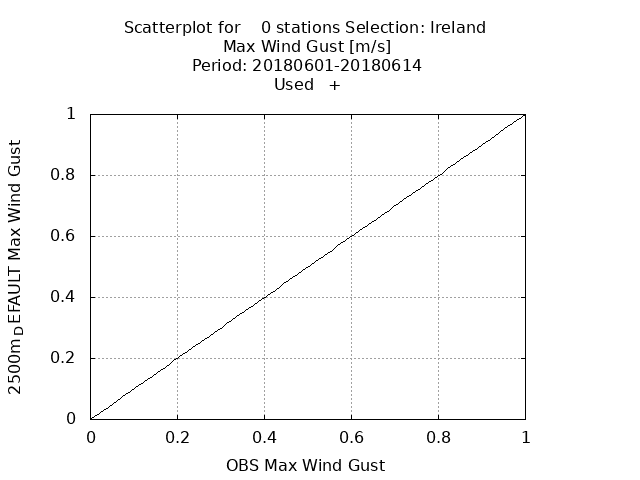 Scatterplot for    0 stations Selection: Ireland
Max Wind Gust [m/s]
Period: 20180601-20180614
Used   +
1
0.8
0.6
0.4
0.2
0
2500m_DEFAULT Max Wind Gust
0 0.2 0.4 0.6 0.8 1
OBS Max Wind Gust